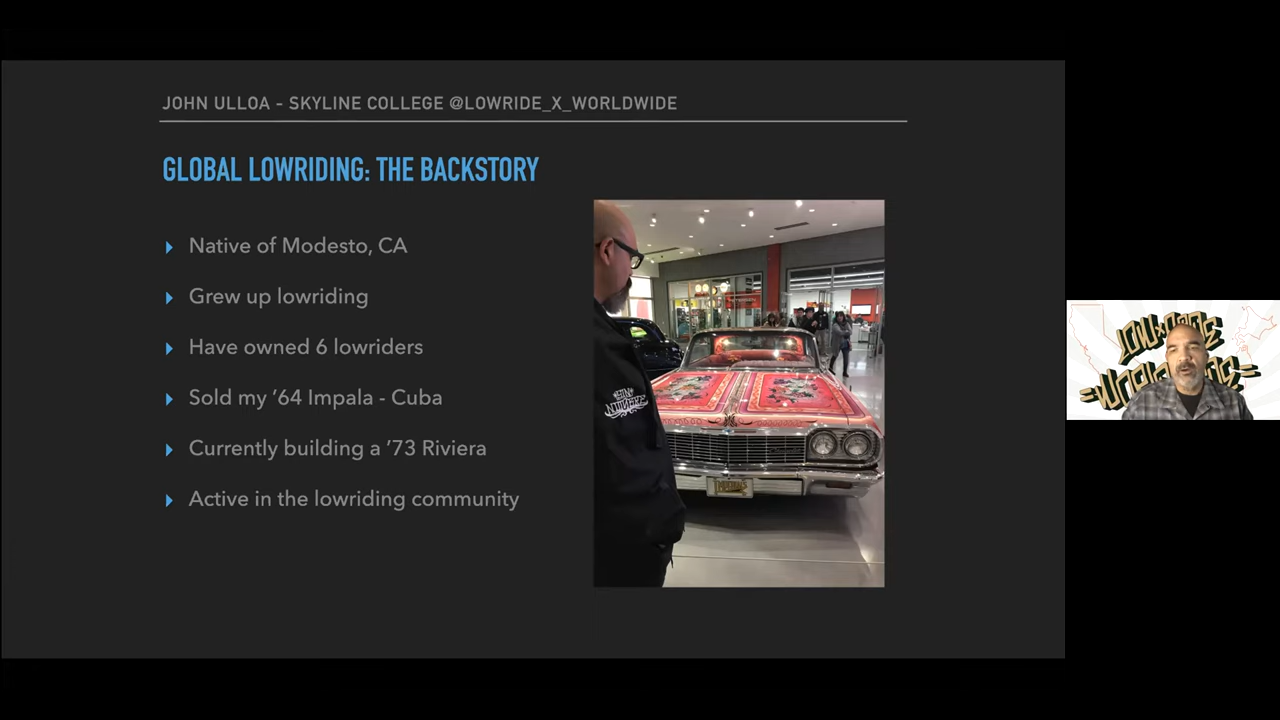 JOHN ULLOA - SKYLINE COLLEGE @LOWRIDE_X_WORLDWIDE
GLOBAL LOWRIDING: THE BACKSTORY
Native of Modesto, CA
Grew up lowriding
Have owned 6 lowriders
Sold my ’64 Impala - Cuba
Currently building a ’73 Riviera
Active in the lowriding community